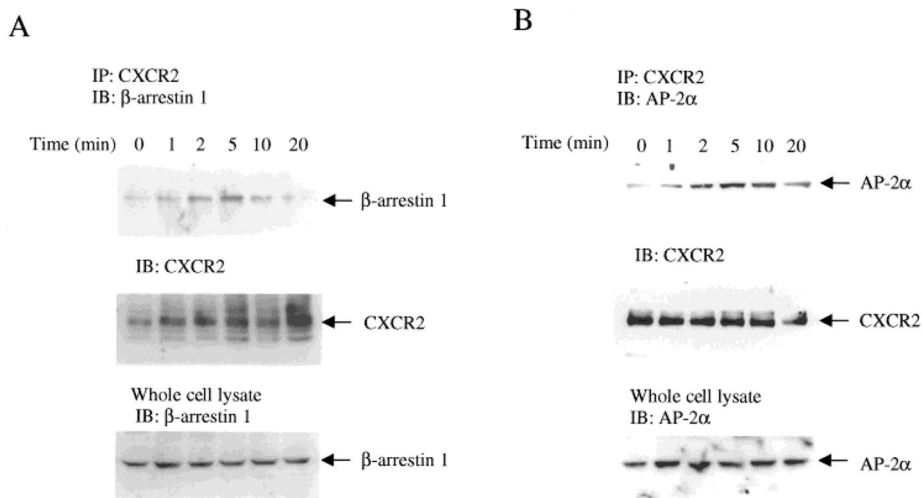 A
IP: CXCR2
IB: β-arrestin 1
Time (min) 0 1 2 5 10 20
β-arrestin 1
IB: CXCR2
CXCR2
Whole cell lysate
IB: β-arrestin 1
β-arrestin 1
B
IP: CXCR2
IB: AP-2α
Time (min) 0 1 2 5 10 20
AP-2α
IB: CXCR2
CXCR2
Whole cell lysate
IB: AP-2α
AP-2α